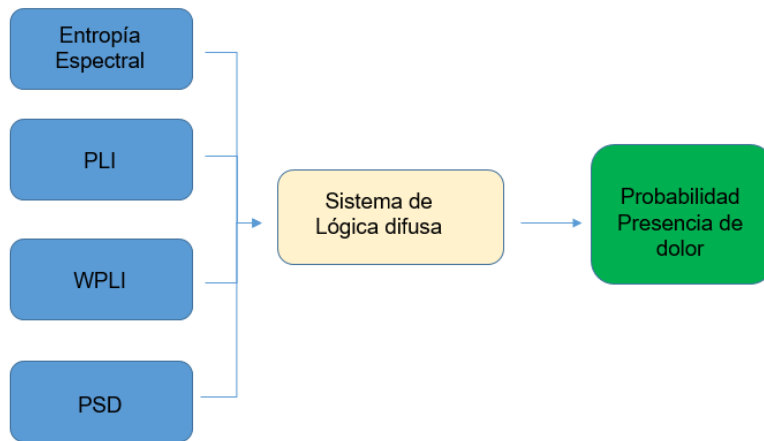 Entropía
Espectral
PLI
WPLI
PSD
Sistema de
Lógica difusa
Probabilidad
Presencia de
dolor